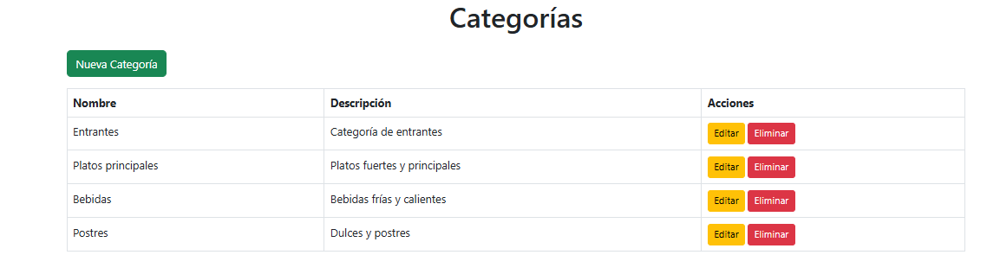 Categorías
Nueva Categoría
Nombre Descripción Acciones
Entrantes Categoría de entrantes Editar Eliminar
Platos principales Platos fuertes y principales Editar Eliminar
Bebidas Bebidas frías y calientes Editar Eliminar
Postres Dulces y postres Editar Eliminar